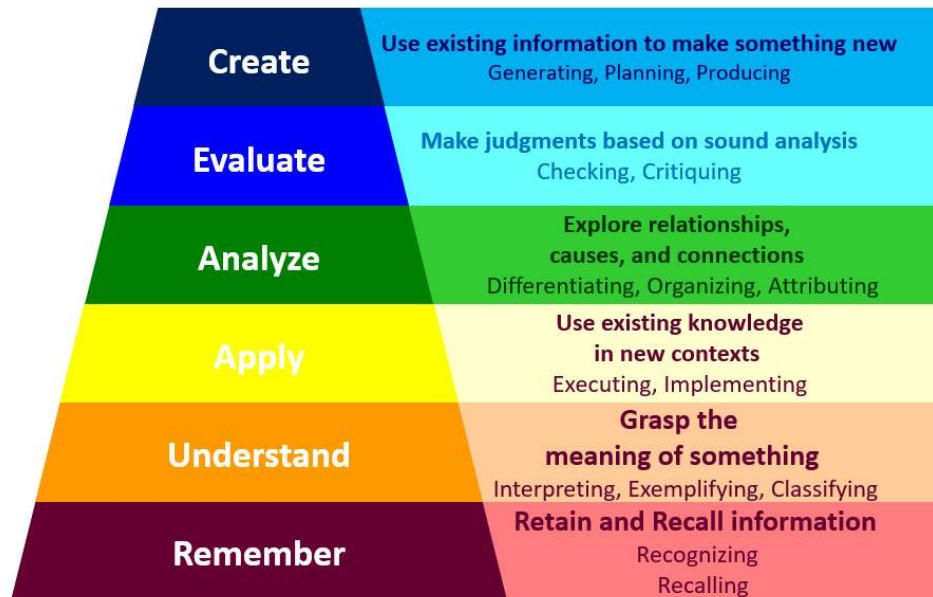 Create
Use existing information to make something new
Generating, Planning, Producing
Evaluate
Make judgments based on sound analysis
Checking, Critiquing
Analyze
Explore relationships,
causes, and connections
Differentiating, Organizing, Attributing
Apply
Use existing knowledge
in new contexts
Executing, Implementing
Understand
Grasp the
meaning of something
Interpreting, Exemplifying, Classifying
Remember
Retain and Recall information
Recognizing
Recalling